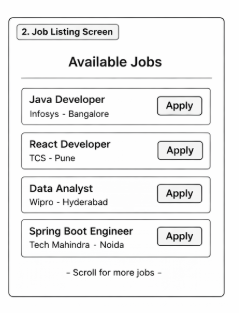 2. Job Listing Screen
Available Jobs
Java Developer
Infosys - Bangalore
Apply
React Developer
TCS - Pune
Apply
Data Analyst
Wipro - Hyderabad
Apply
Spring Boot Engineer
Tech Mahindra - Noida
Apply
- Scroll for more jobs -